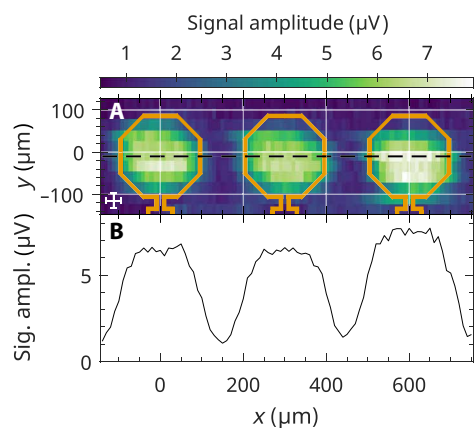 Signal amplitude (µV)
1 2 3 4 5 6 7
A
100
0
−100
y (µm)
B
5
0
Sig. ampl. (µV)
0 200 400 600
x (µm)